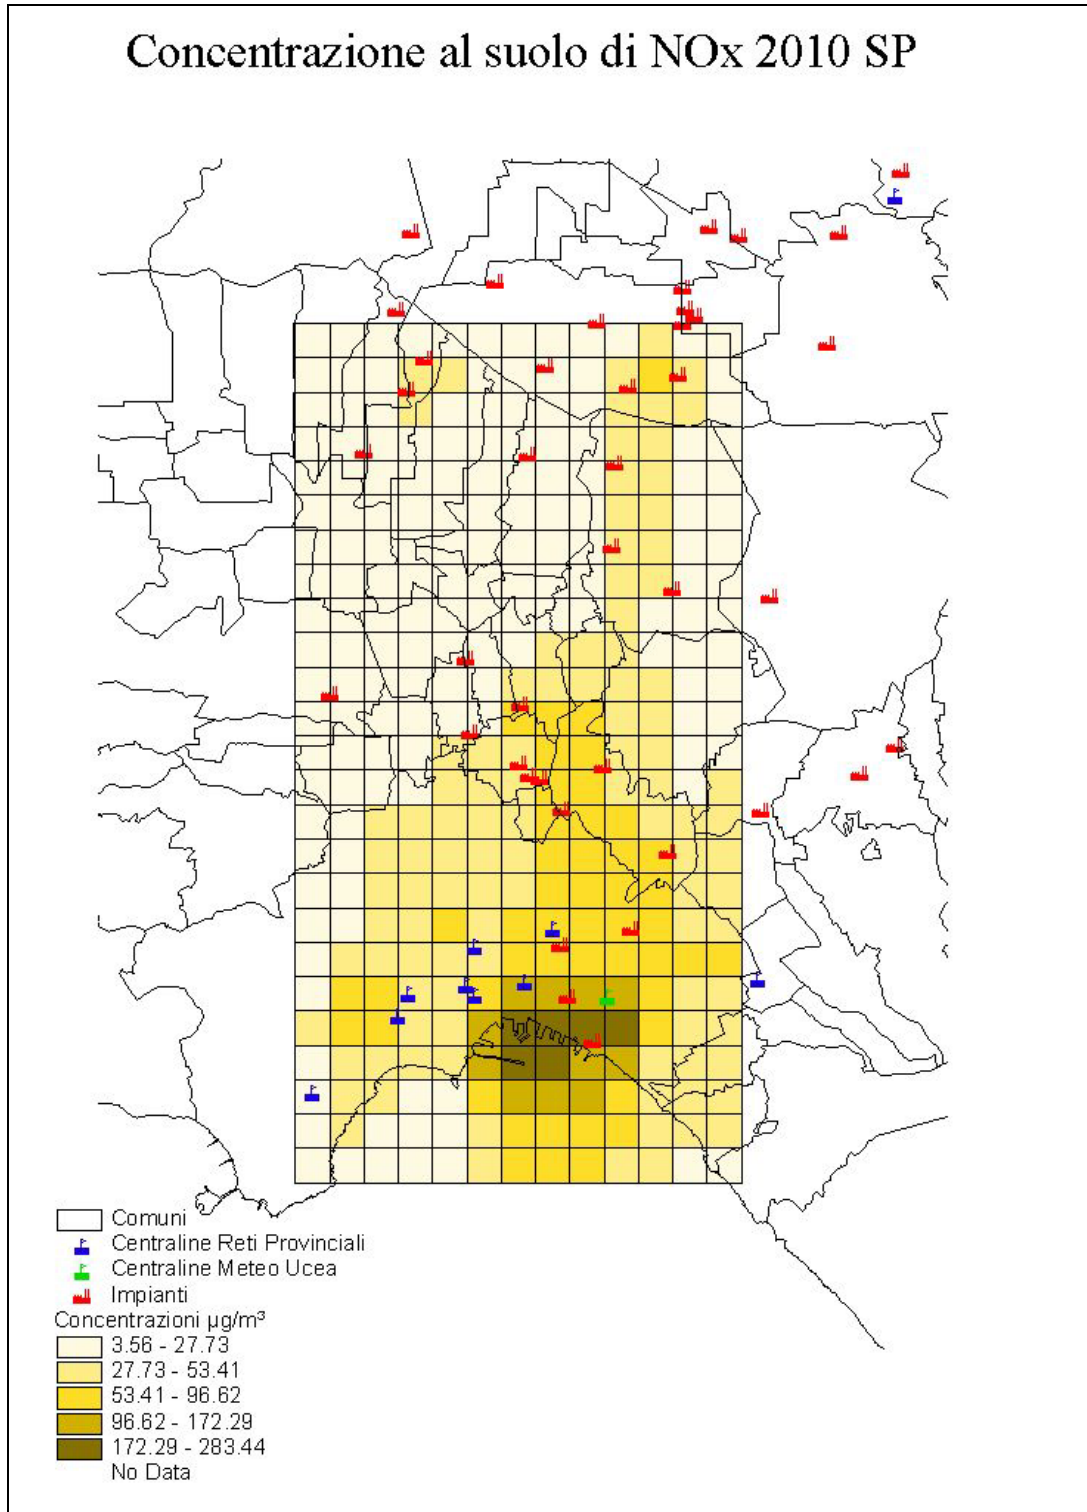 Concentrazione al suolo di NOx 2010 SP
Comuni
Centraline Reti Provinciali
Centraline Meteo Ucea
Impianti
Concentrazioni µg/m³
3.56 - 27.73
27.73 - 53.41
53.41 - 96.62
96.62 - 172.29
172.29 - 283.44
No Data